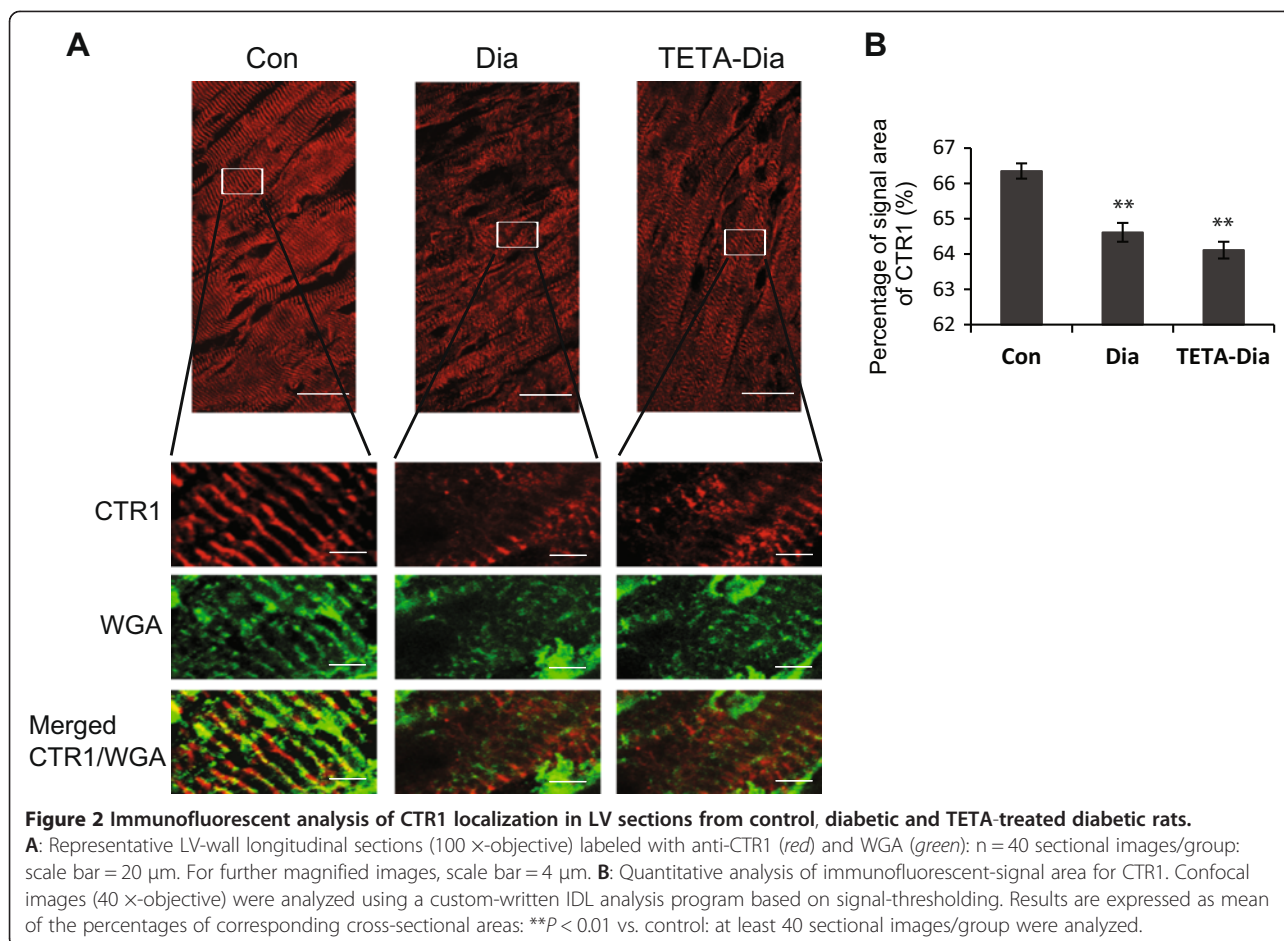 A
Con
Dia
TETA-Dia
CTR1
WGA
Merged
CTR1/WGA
B
Percentage of signal area
of CTR1 (%)
67
66
65
64
63
62
**
**
Con
Dia
TETA-Dia
Figure 2 Immunofluorescent analysis of CTR1 localization in LV sections from control, diabetic and TETA-treated diabetic rats.
A: Representative LV-wall longitudinal sections (100 ×-objective) labeled with anti-CTR1 (red) and WGA (green): n = 40 sectional images/group:
scale bar = 20 μm. For further magnified images, scale bar = 4 μm. B: Quantitative analysis of immunofluorescent-signal area for CTR1. Confocal
images (40 ×-objective) were analyzed using a custom-written IDL analysis program based on signal-thresholding. Results are expressed as mean
of the percentages of corresponding cross-sectional areas: **P < 0.01 vs. control: at least 40 sectional images/group were analyzed.